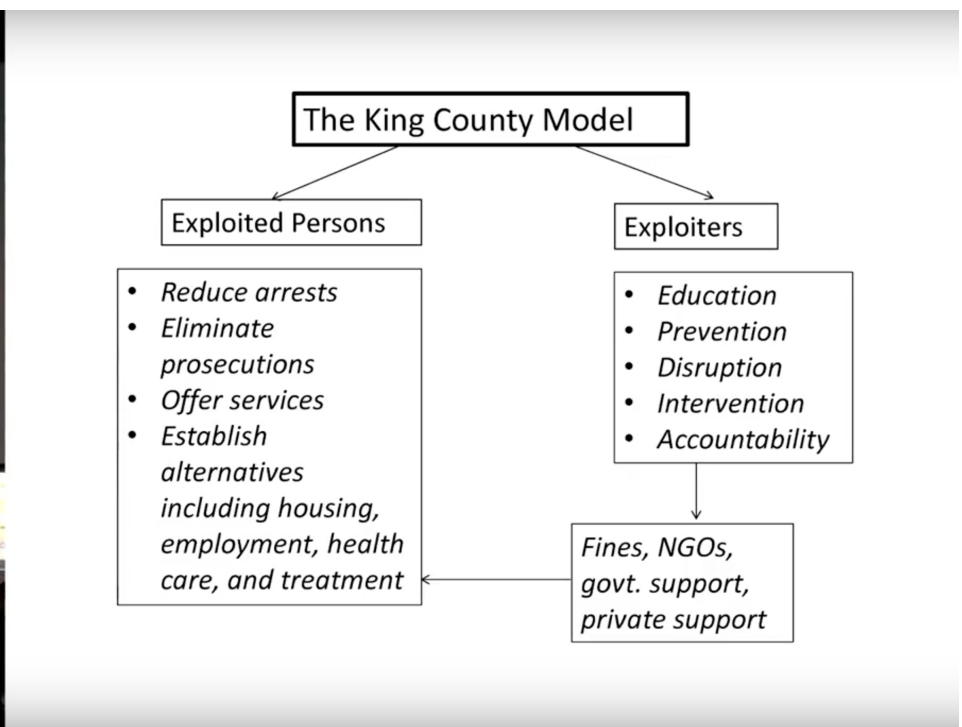 The King County Model
Exploited Persons
• Reduce arrests
• Eliminate
prosecutions
• Offer services
• Establish
alternatives
including housing,
employment, health
care, and treatment
Exploiters
• Education
• Prevention
• Disruption
• Intervention
• Accountability
Fines, NGOs,
govt. support,
private support